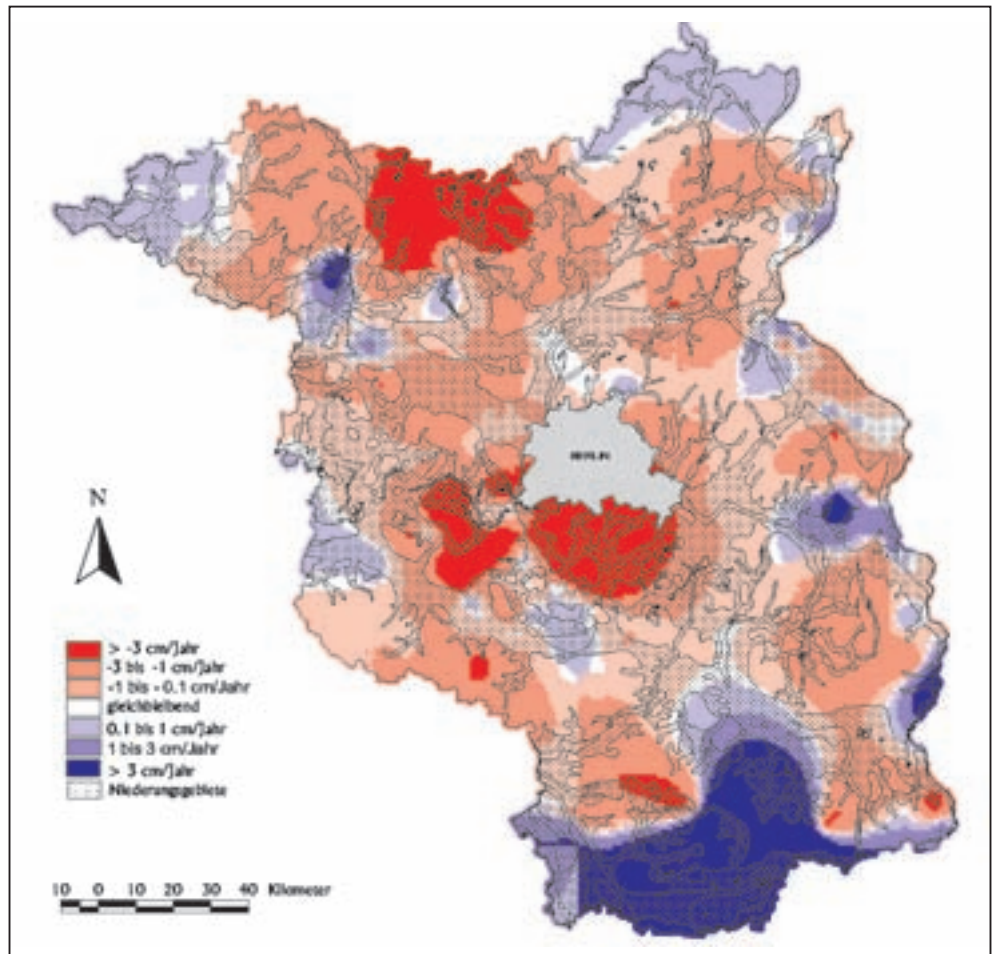 BERLIN
N
> -3 cm/Jahr
-3 bis -1 cm/Jahr
-1 bis -0.1 cm/Jahr
gleichbleibend
0.1 bis 1 cm/Jahr
1 bis 3 cm/Jahr
> 3 cm/Jahr
Niederungsgebiete
10 0 10 20 30 40 Kilometer